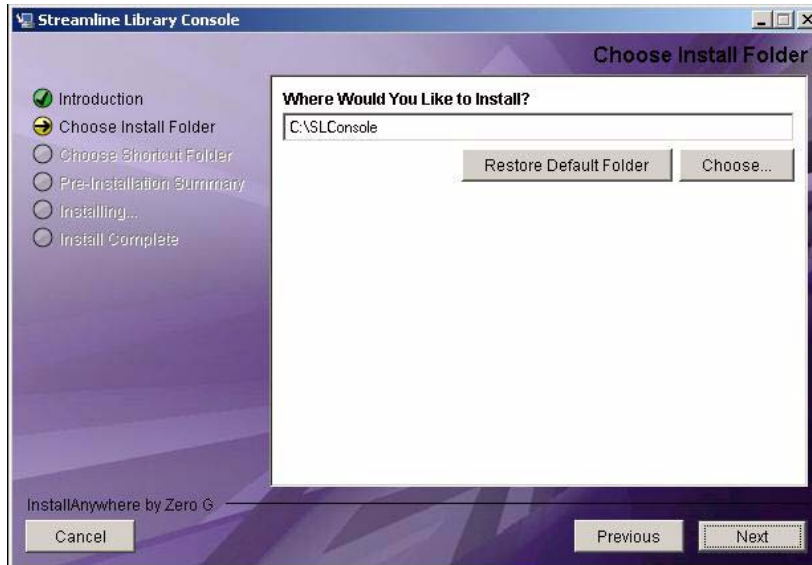 Streamline Library Console
Choose Install Folder
Introduction
Choose Install Folder
Choose Shortcut Folder
Pre-Installation Summary
Installing...
Install Complete
Where Would You Like to Install?
C:\SLConsole
Restore Default Folder
Choose...
InstallAnywhere by Zero G
Cancel
Previous
Next